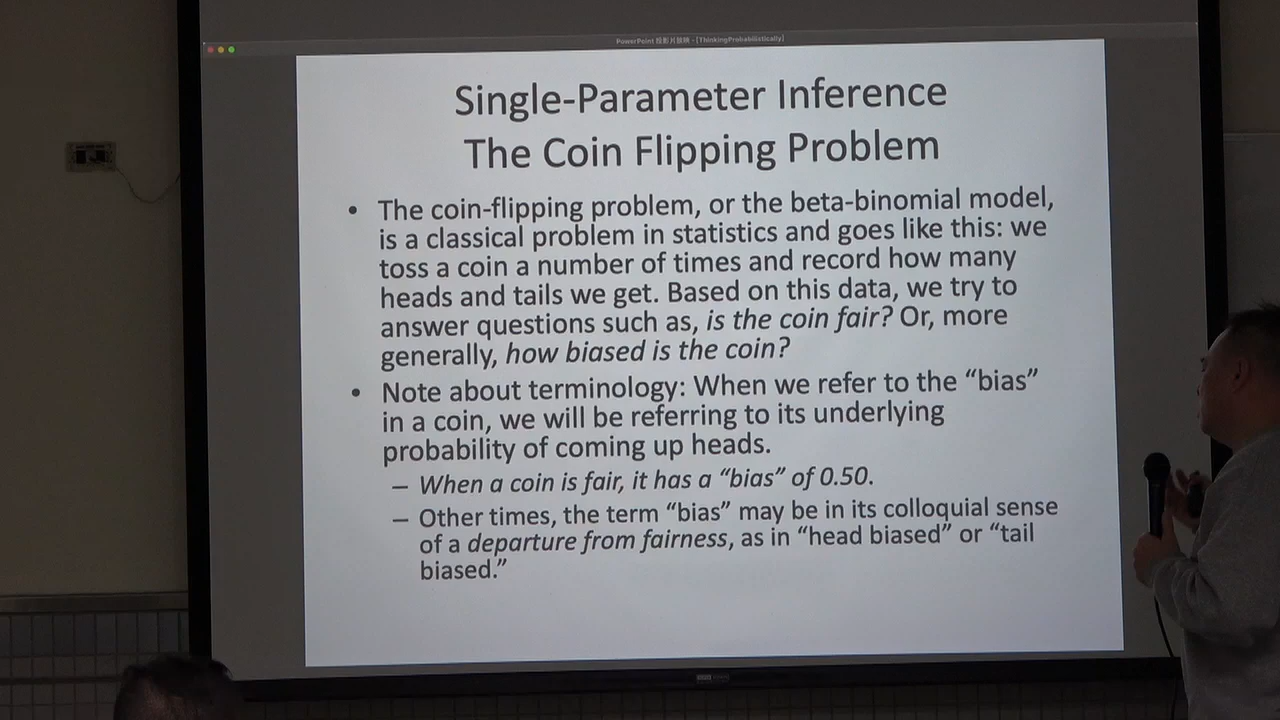 PowerPoint 投影片放映 - [ThinkingProbabilistically]
Single-Parameter Inference
The Coin Flipping Problem
• The coin-flipping problem, or the beta-binomial model,
is a classical problem in statistics and goes like this: we
toss a coin a number of times and record how many
heads and tails we get. Based on this data, we try to
answer questions such as, is the coin fair? Or, more
generally, how biased is the coin?
• Note about terminology: When we refer to the “bias”
in a coin, we will be referring to its underlying
probability of coming up heads.
– When a coin is fair, it has a “bias” of 0.50.
– Other times, the term “bias” may be in its colloquial sense
of a departure from fairness, as in “head biased” or “tail
biased.”